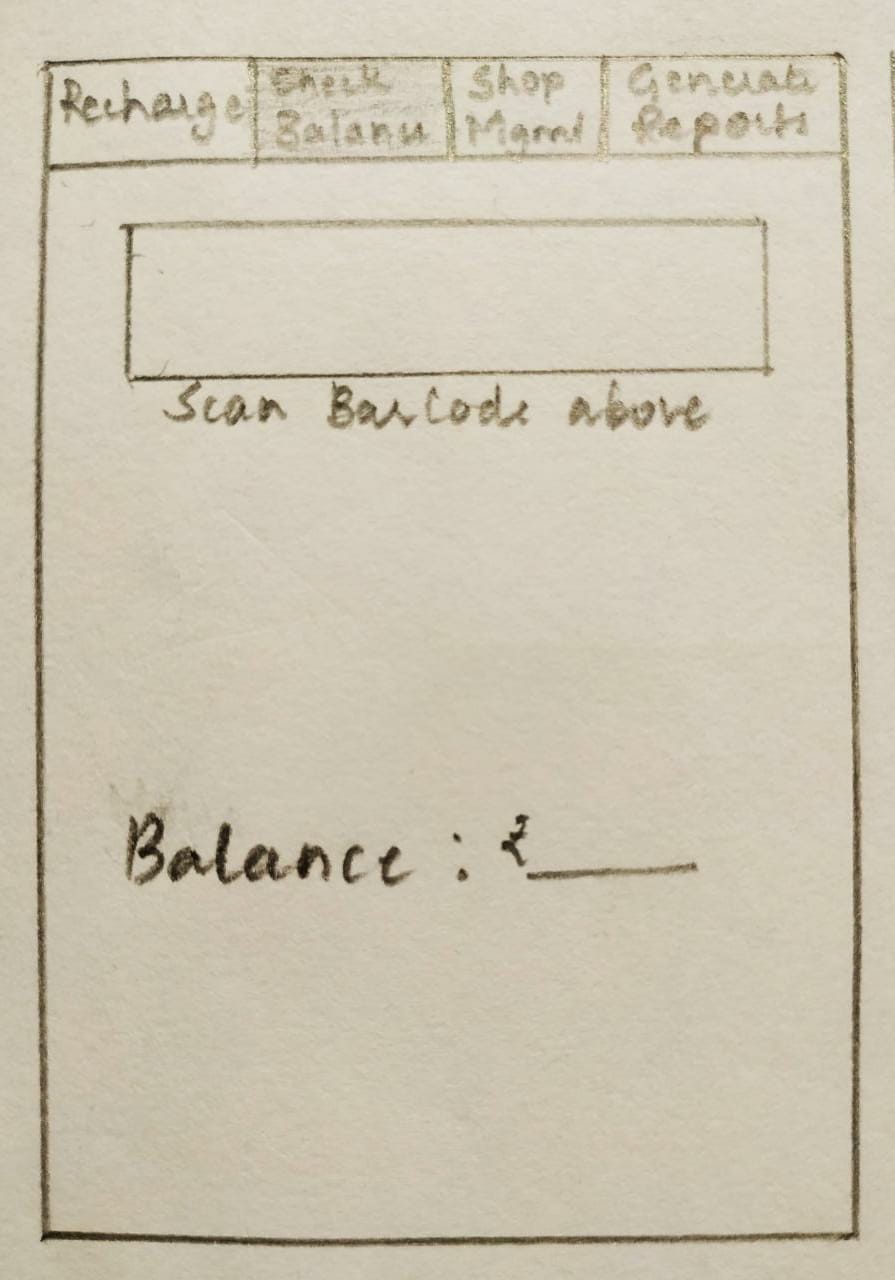 Recharge
Check
Balance
Shop
Mgmt
Generate
Reports
Scan BarCode above
Balance : ₹